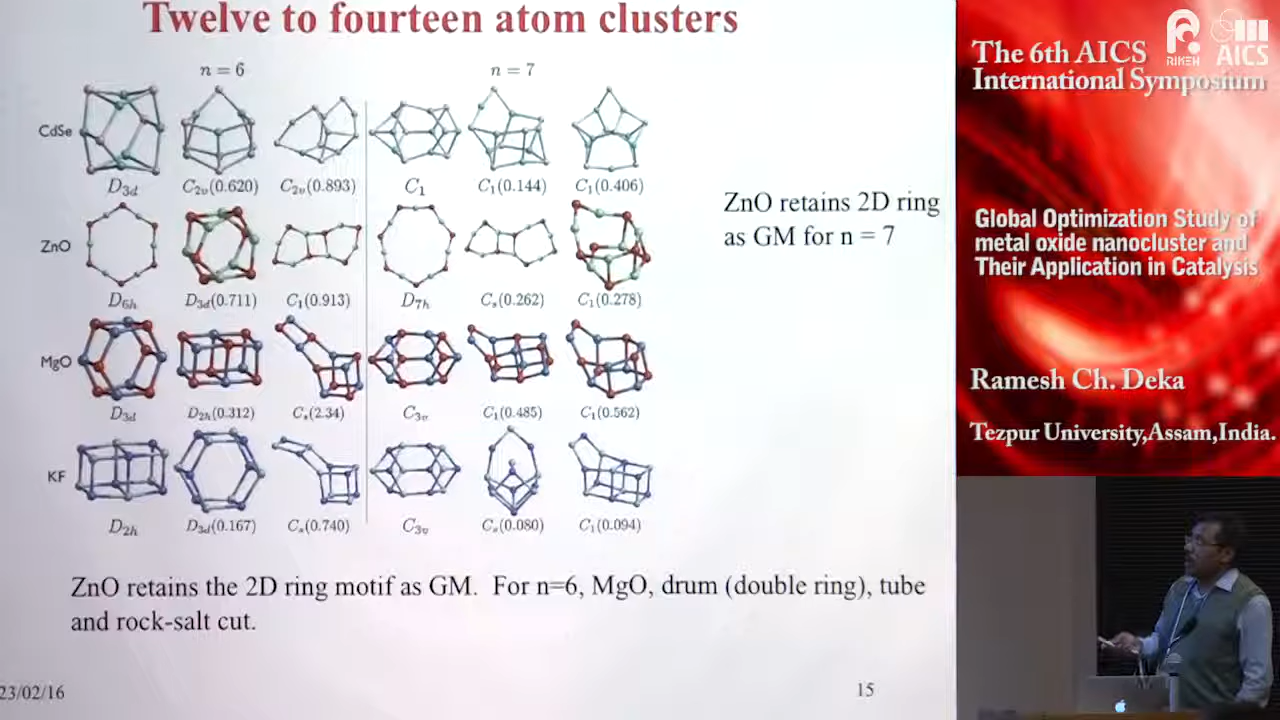 Twelve to fourteen atom clusters
n = 6
n = 7
CdSe
D3d
C2v(0.620)
C2v(0.893)
C1
C1(0.144)
C1(0.406)
ZnO
D6h
D3d(0.711)
C1(0.913)
D7h
Cs(0.262)
C1(0.278)
MgO
D3d
D2h(0.312)
Cs(2.34)
C3v
C1(0.485)
C1(0.562)
KF
D2h
D3d(0.167)
Cs(0.740)
C3v
Cs(0.080)
C1(0.094)
ZnO retains 2D ring
as GM for n = 7
ZnO retains the 2D ring motif as GM. For n=6, MgO, drum (double ring), tube
and rock-salt cut.
23/02/16
15
The 6th AICS
International Symposium
RIKEN
AICS
Global Optimization Study of
metal oxide nanocluster and
Their Application in Catalysis
Ramesh Ch. Deka
Tezpur University,Assam,India.